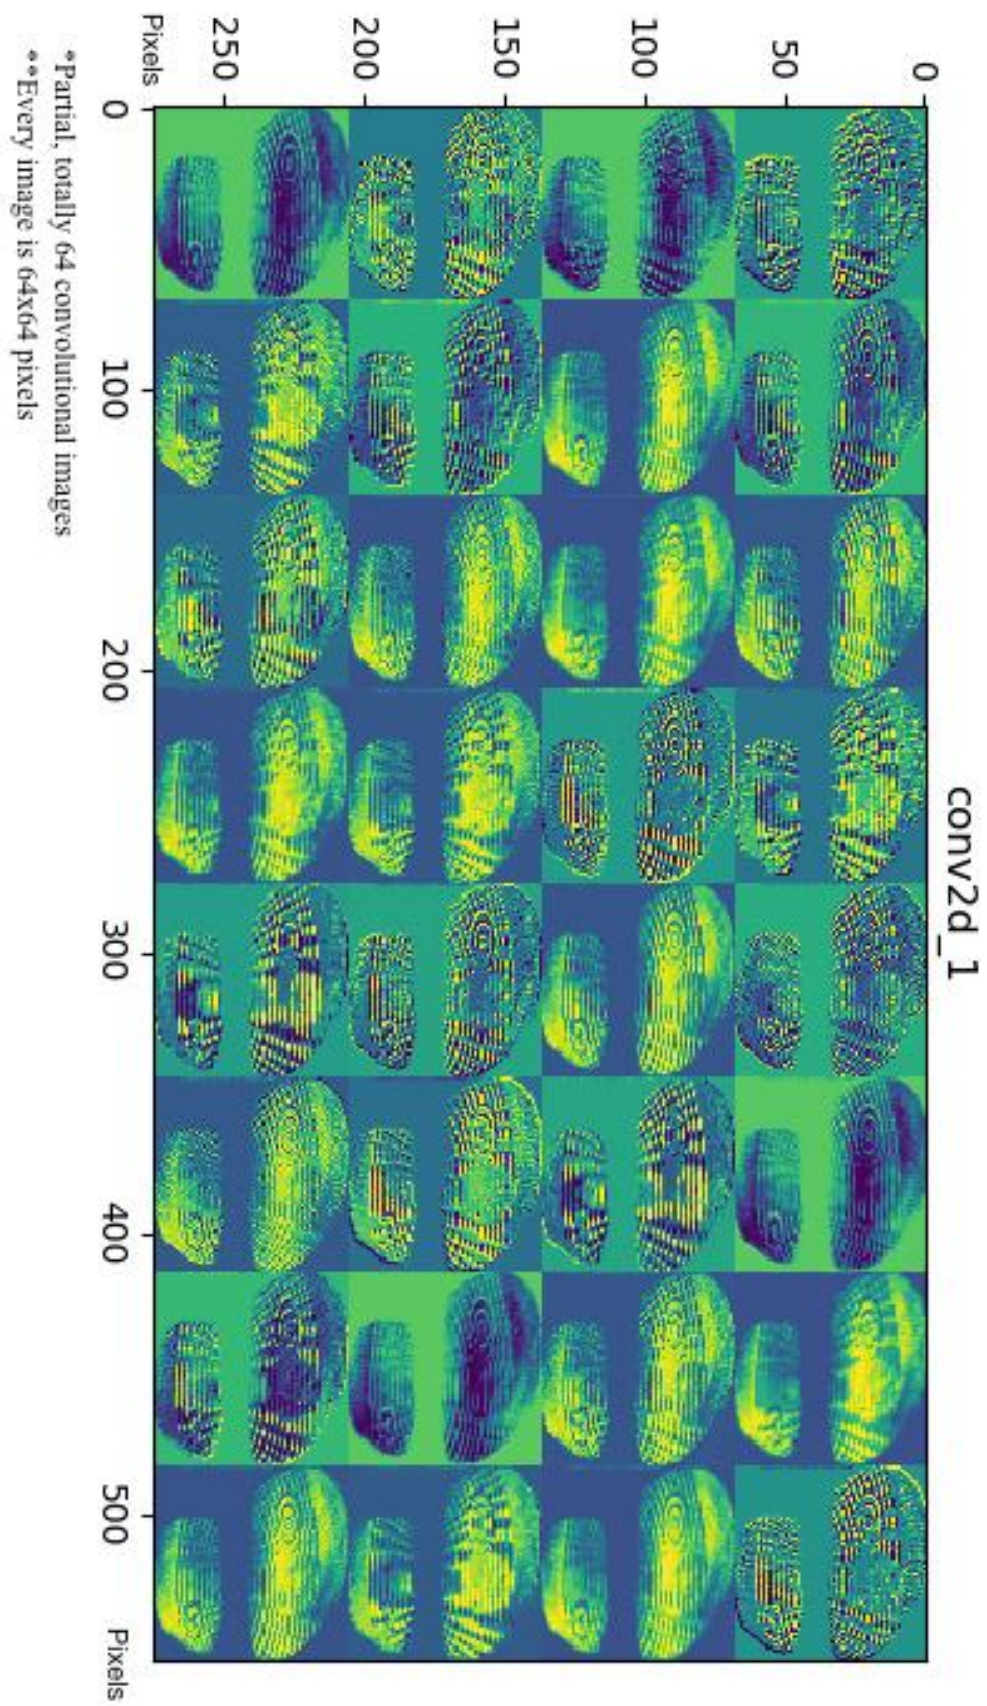 conv2d_1
0
50
100
150
200
250
Pixels
0
100
200
300
400
500
Pixels
*Partial, totally 64 convolutional images
**Every image is 64x64 pixels